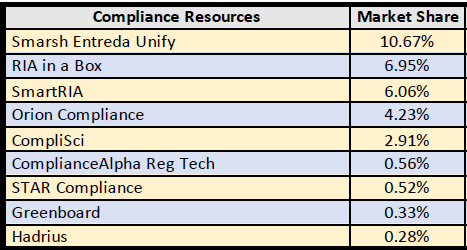 Compliance Resources Market Share
Smarsh Entreda Unify 10.67%
RIA in a Box 6.95%
SmartRIA 6.06%
Orion Compliance 4.23%
CompliSci 2.91%
ComplianceAlpha Reg Tech 0.56%
STAR Compliance 0.52%
Greenboard 0.33%
Hadrius 0.28%